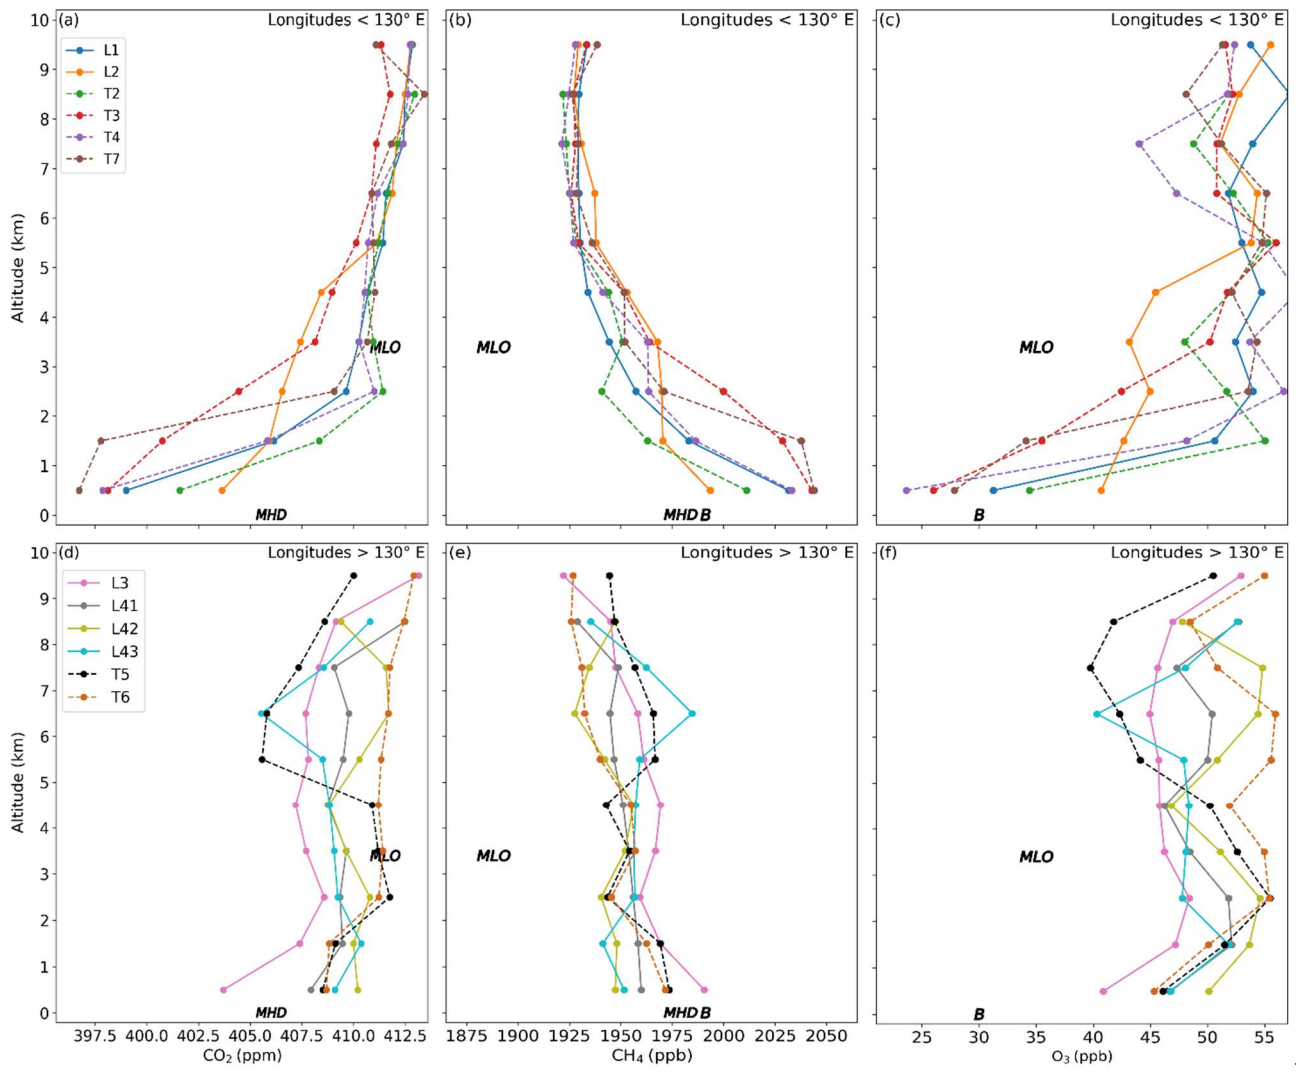 (a) Longitudes < 130° E
(b) Longitudes < 130° E
(c) Longitudes < 130° E
10
9
8
7
6
5
4
3
2
1
0
Altitude (km)
L1
L2
T2
T3
T4
T7
MLO
MLO
MLO
MHD
MHD B
B
(d) Longitudes > 130° E
(e) Longitudes > 130° E
(f) Longitudes > 130° E
10
9
8
7
6
5
4
3
2
1
0
Altitude (km)
L3
L41
L42
L43
T5
T6
MLO
MLO
MLO
MHD
MHD B
B
397.5 400.0 402.5 405.0 407.5 410.0 412.5
CO₂ (ppm)
1875 1900 1925 1950 1975 2000 2025 2050
CH₄ (ppb)
25 30 35 40 45 50 55
O₃ (ppb)